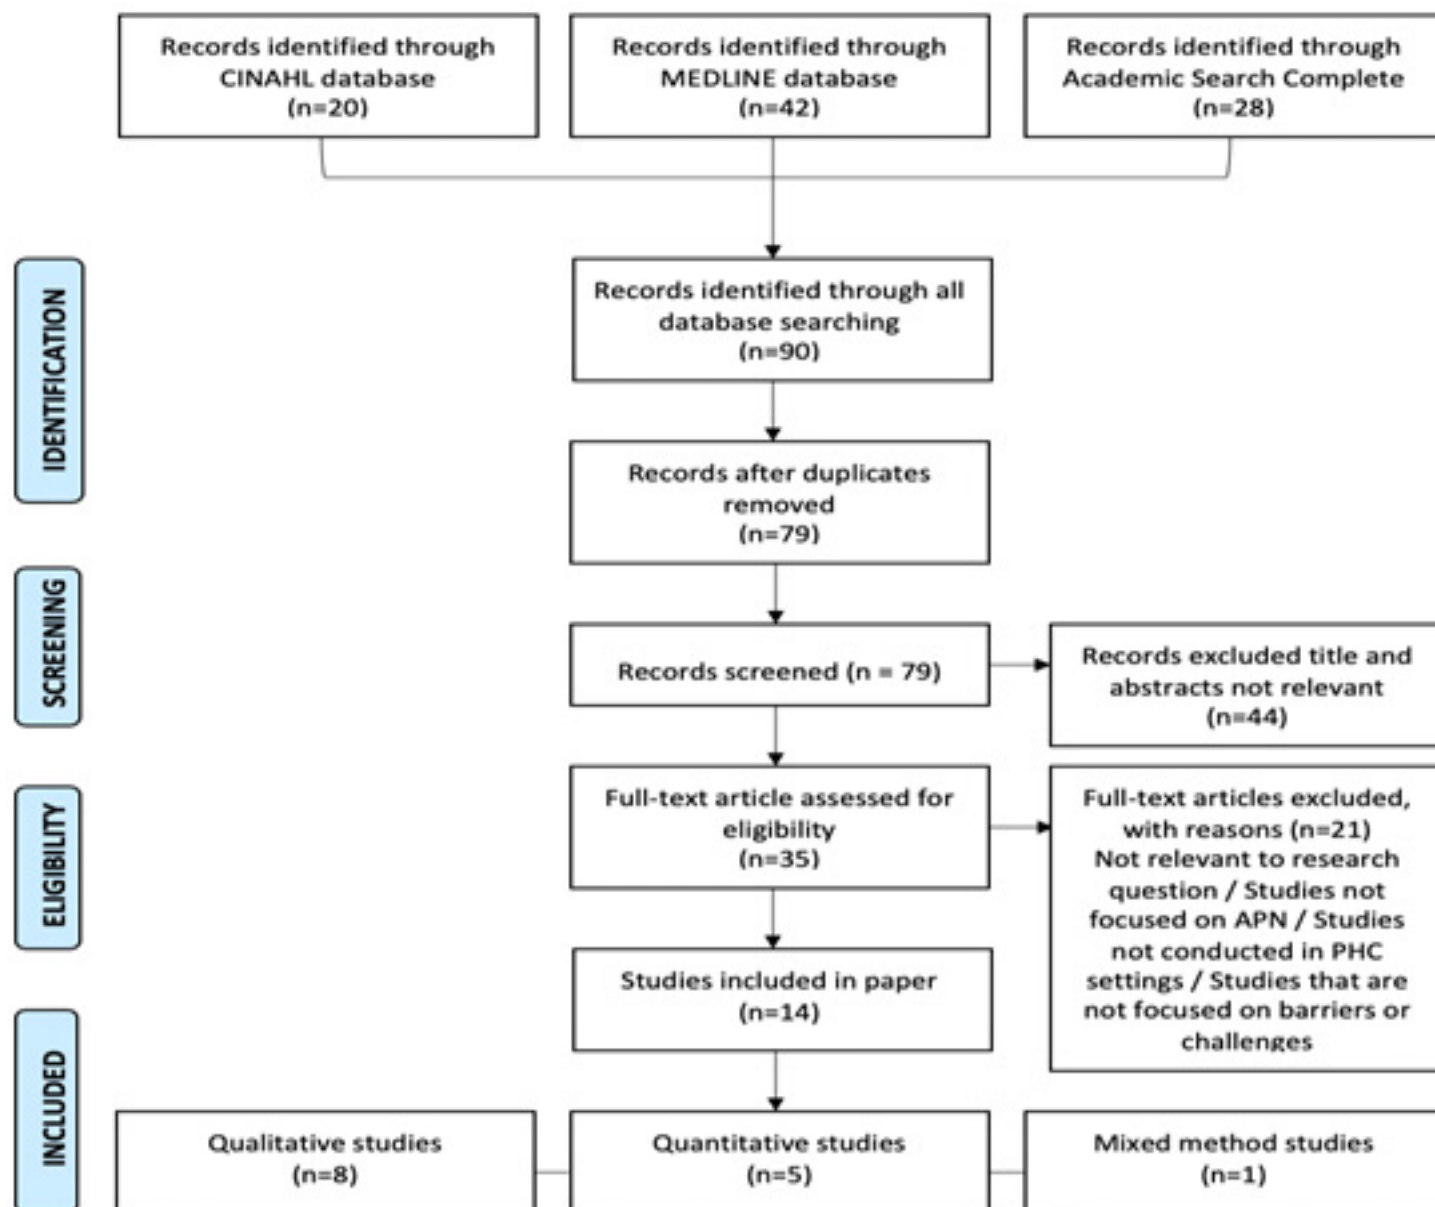 Records identified through
CINAHL database
(n=20)
Records identified through
MEDLINE database
(n=42)
Records identified through
Academic Search Complete
(n=28)
IDENTIFICATION
Records identified through all
database searching
(n=90)
Records after duplicates
removed
(n=79)
SCREENING
Records screened (n = 79)
Records excluded title and
abstracts not relevant
(n=44)
ELIGIBILITY
Full-text article assessed for
eligibility
(n=35)
Full-text articles excluded,
with reasons (n=21)
Not relevant to research
question / Studies not
focused on APN / Studies
not conducted in PHC
settings / Studies that are
not focused on barriers or
challenges
INCLUDED
Studies included in paper
(n=14)
Qualitative studies
(n=8)
Quantitative studies
(n=5)
Mixed method studies
(n=1)